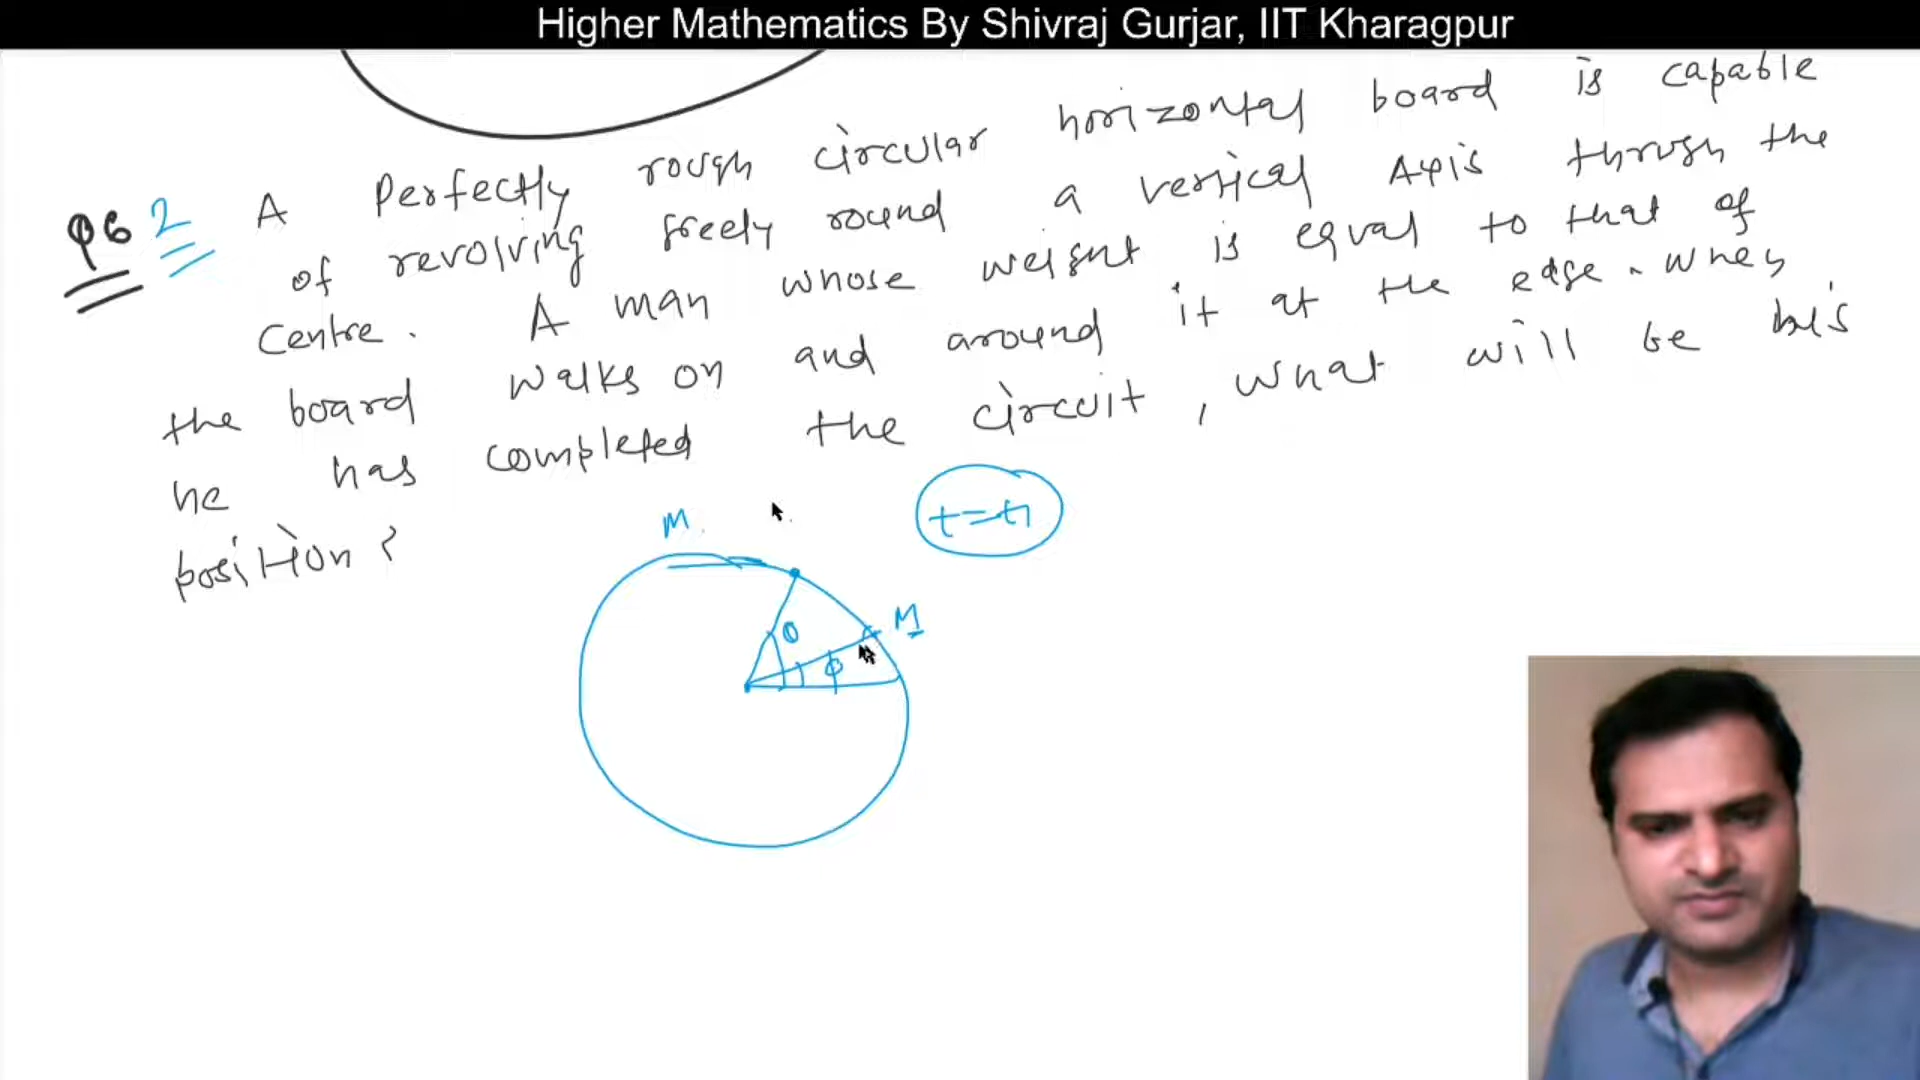 Higher Mathematics By Shivraj Gurjar, IIT Kharagpur
Q6 2 A Perfectly rough circular horizontal board is capable
of revolving freely round a vertical Axis through the
Centre. A man whose weight is equal to that of
the board walks on and around it at the edge. when
he has completed the circuit, what will be his
position?
t=t1
M
M
θ
φ